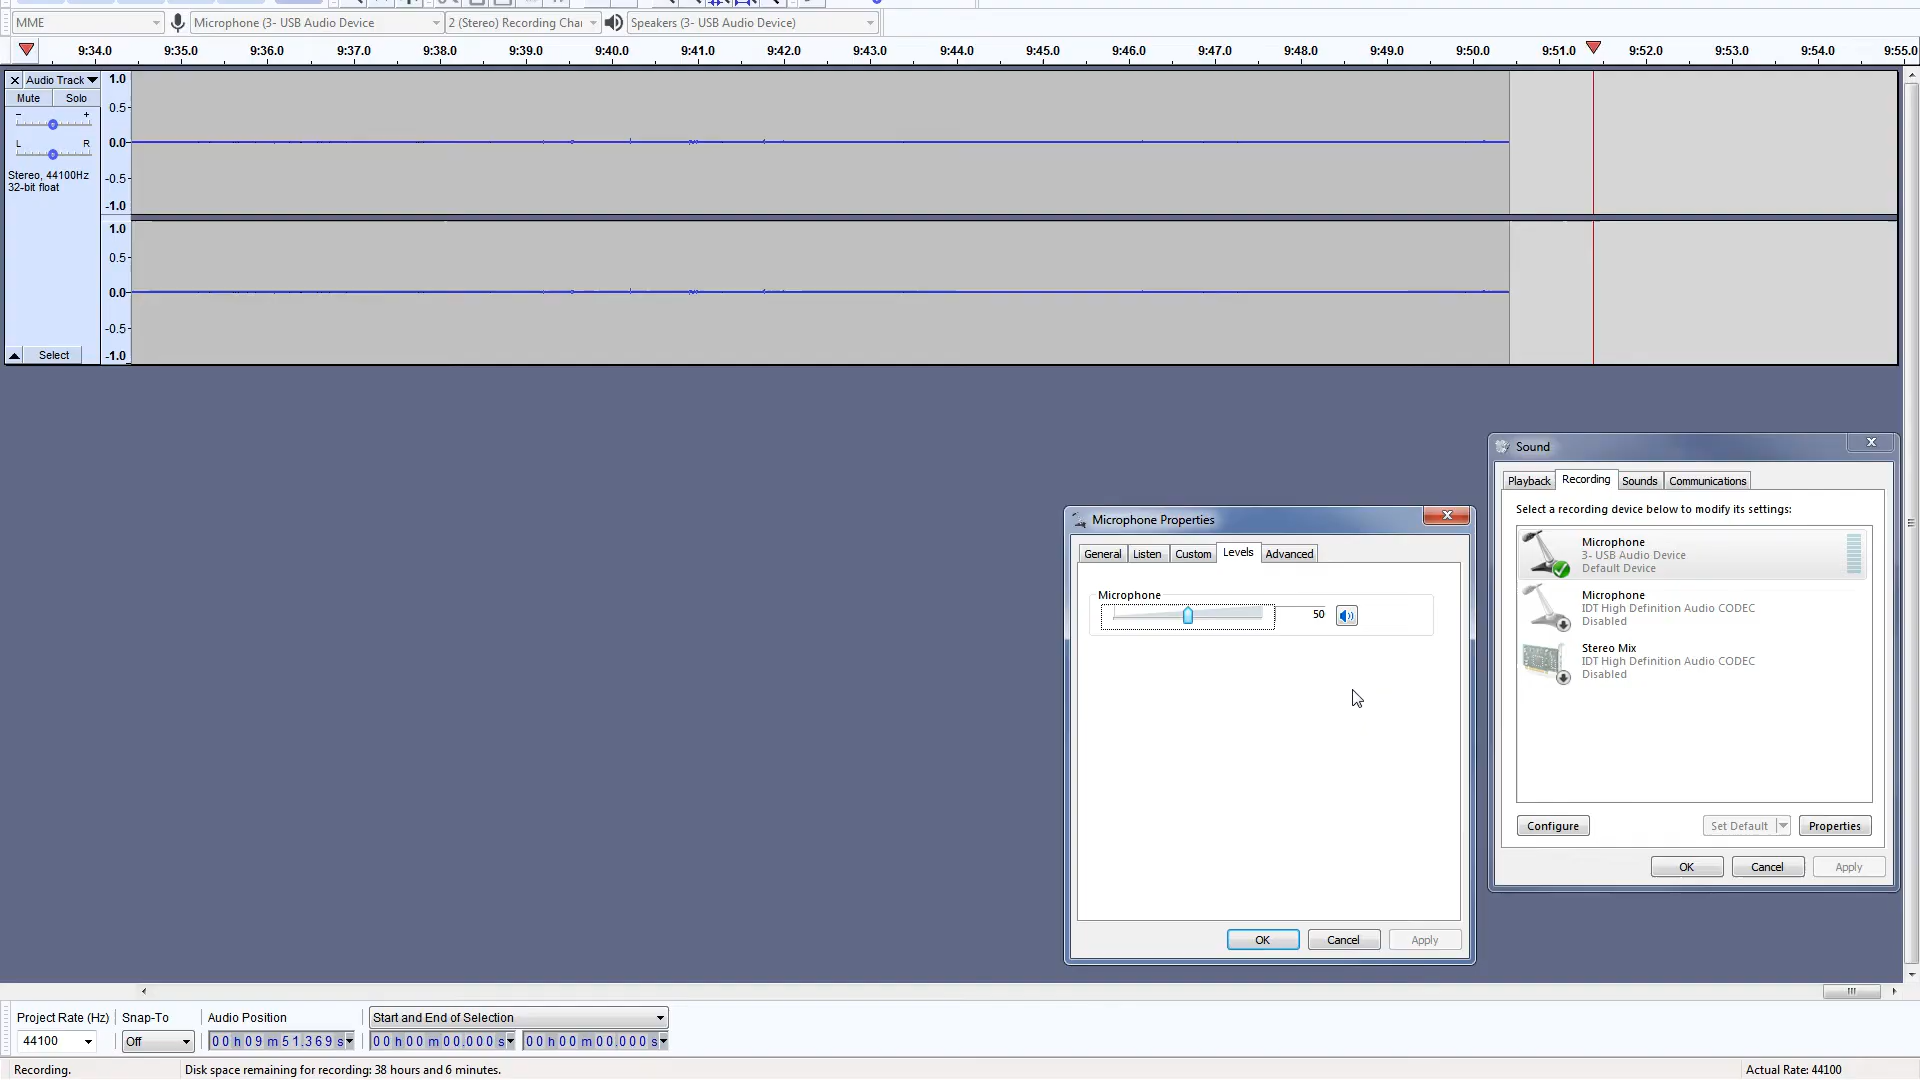 MME
Microphone (3- USB Audio Device
2 (Stereo) Recording Chai
Speakers (3- USB Audio Device)
9:34.0 9:35.0 9:36.0 9:37.0 9:38.0 9:39.0 9:40.0 9:41.0 9:42.0 9:43.0 9:44.0 9:45.0 9:46.0 9:47.0 9:48.0 9:49.0 9:50.0 9:51.0 9:52.0 9:53.0 9:54.0 9:55.0
Audio Track
Mute Solo
- +
L R
Stereo, 44100Hz
32-bit float
Select
1.0
0.5
0.0
-0.5
-1.0
1.0
0.5
0.0
-0.5
-1.0
Microphone Properties
General Listen Custom Levels Advanced
Microphone
50
OK Cancel Apply
Sound
Playback Recording Sounds Communications
Select a recording device below to modify its settings:
Microphone
3- USB Audio Device
Default Device
Microphone
IDT High Definition Audio CODEC
Disabled
Stereo Mix
IDT High Definition Audio CODEC
Disabled
Configure Set Default Properties
OK Cancel Apply
Project Rate (Hz) Snap-To Audio Position Start and End of Selection
44100 Off 00 h 09 m 51.369 s 00 h 00 m 00.000 s 00 h 00 m 00.000 s
Recording. Disk space remaining for recording: 38 hours and 6 minutes. Actual Rate: 44100